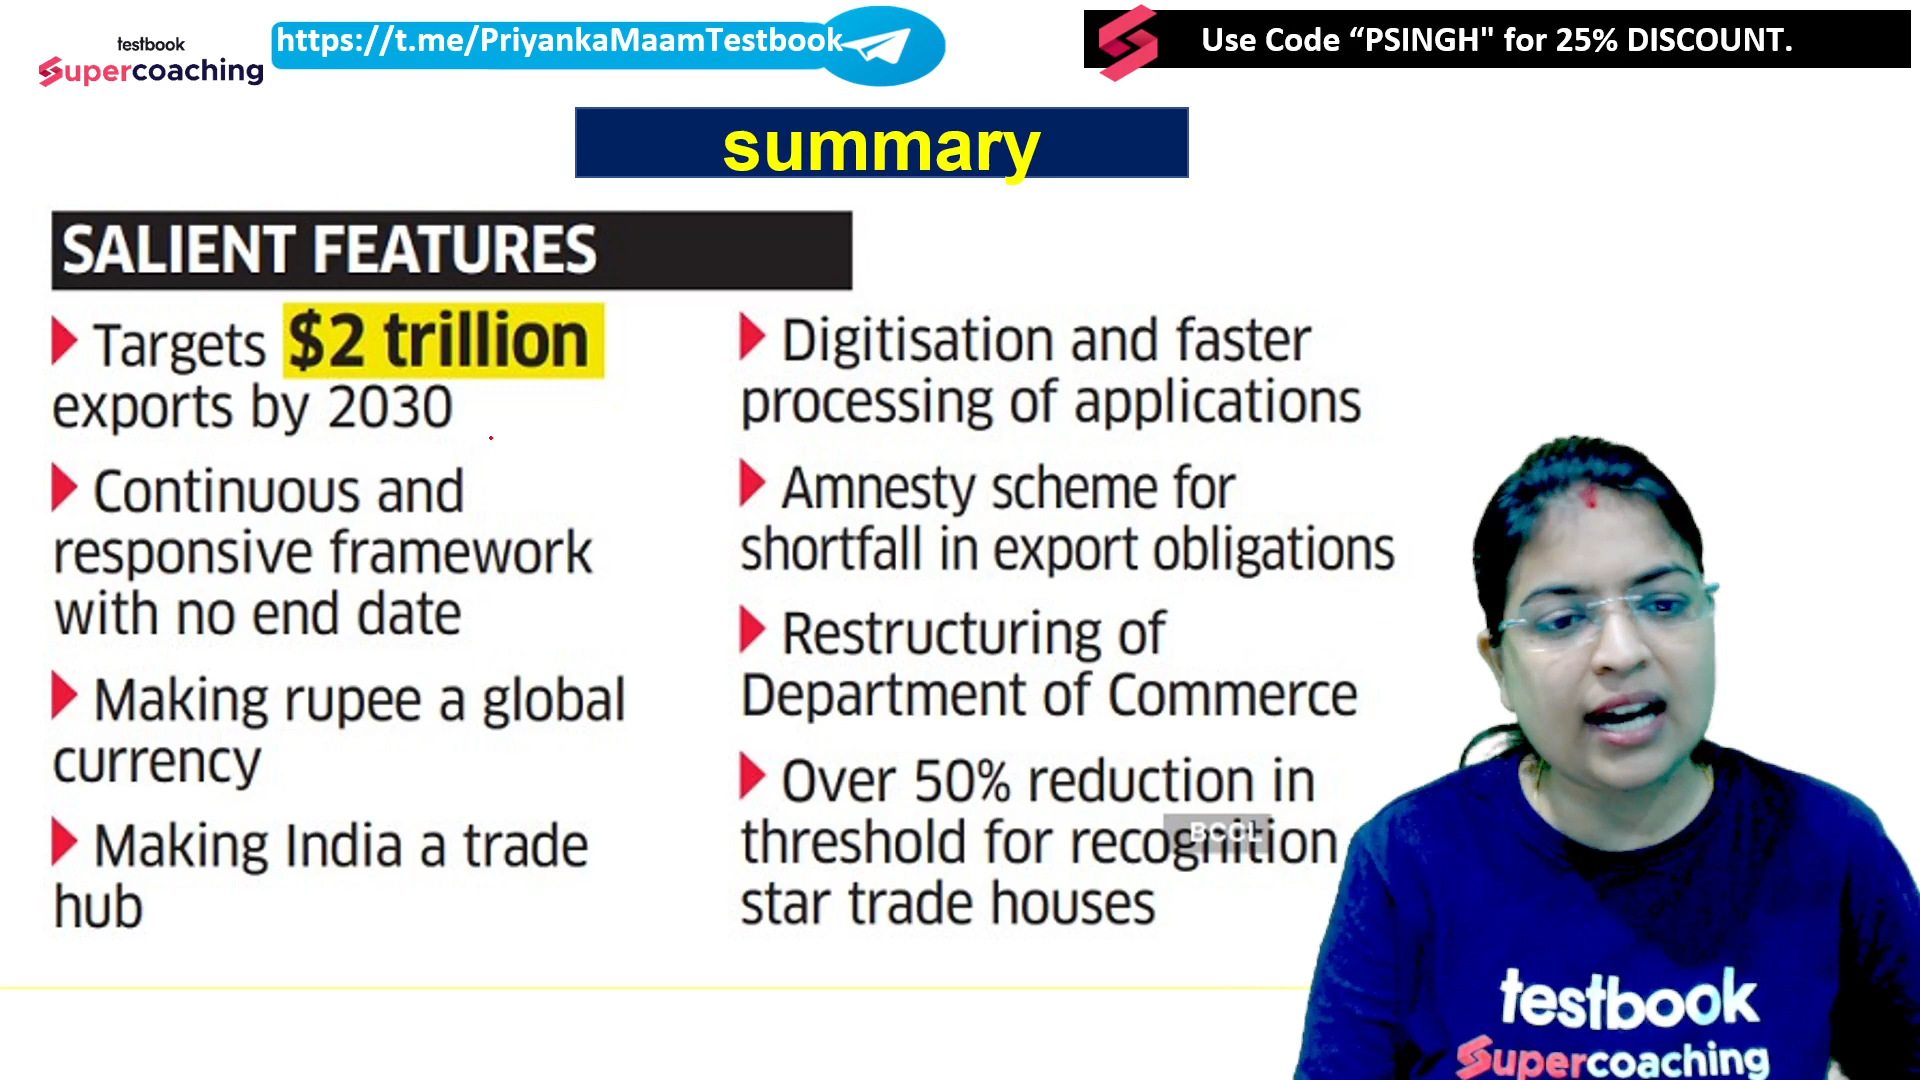 testbook
Supercoaching
https://t.me/PriyankaMaamTestbook
Use Code “PSINGH" for 25% DISCOUNT.
summary
SALIENT FEATURES
Targets $2 trillion
exports by 2030
Continuous and
responsive framework
with no end date
Making rupee a global
currency
Making India a trade
hub
Digitisation and faster
processing of applications
Amnesty scheme for
shortfall in export obligations
Restructuring of
Department of Commerce
Over 50% reduction in
threshold for recognition
star trade houses
BCCL
testbook
Supercoaching